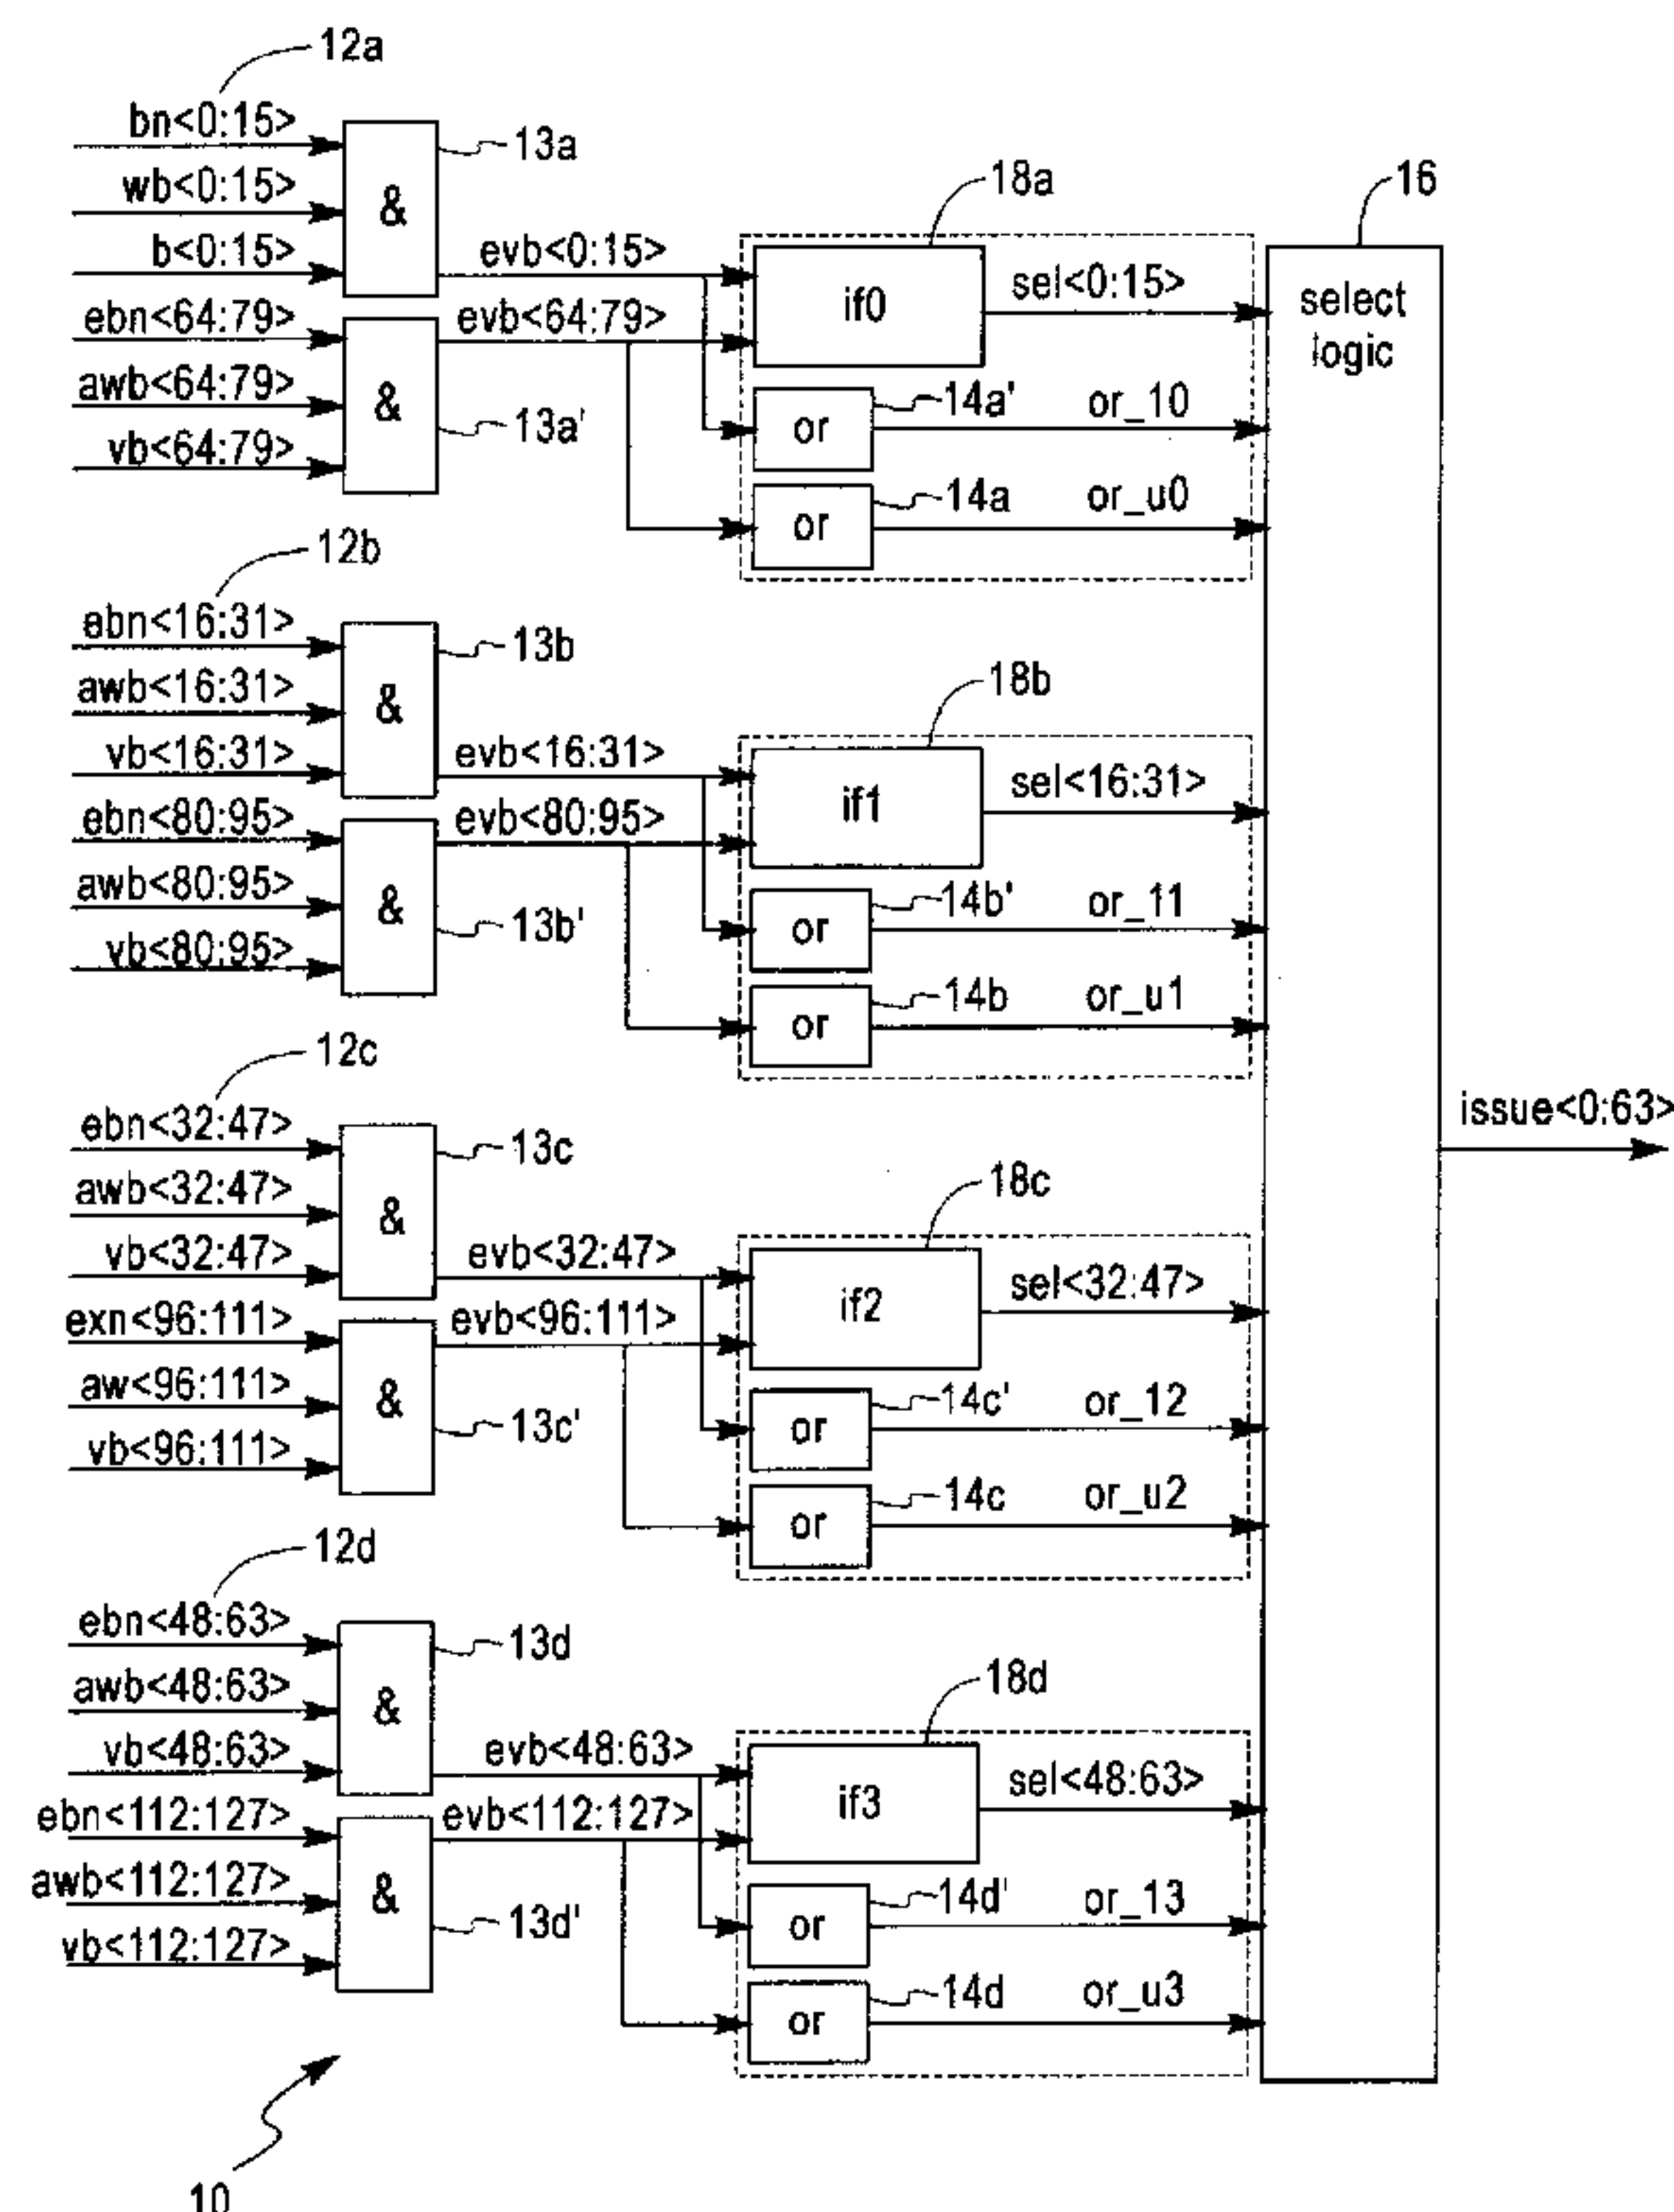 12a
bn<0:15>
wb<0:15>
b<0:15>
&
13a
evb<0:15>
ebn<64:79>
awb<64:79>
vb<64:79>
&
13a'
evb<64:79>
18a
if0
sel<0:15>
or
14a'
or_10
or
14a
or_u0
16
select
logic
12b
ebn<16:31>
awb<16:31>
vb<16:31>
&
13b
evb<16:31>
ebn<80:95>
awb<80:95>
vb<80:95>
&
13b'
evb<80:95>
18b
if1
sel<16:31>
or
14b'
or_11
or
14b
or_u1
12c
ebn<32:47>
awb<32:47>
vb<32:47>
&
13c
evb<32:47>
exn<96:111>
aw<96:111>
vb<96:111>
&
13c'
evb<96:111>
18c
if2
sel<32:47>
or
14c'
or_12
or
14c
or_u2
issue<0:63>
12d
ebn<48:63>
awb<48:63>
vb<48:63>
&
13d
evb<48:63>
ebn<112:127>
awb<112:127>
vb<112:127>
&
13d'
evb<112:127>
18d
if3
sel<48:63>
or
14d'
or_13
or
14d
or_u3
10